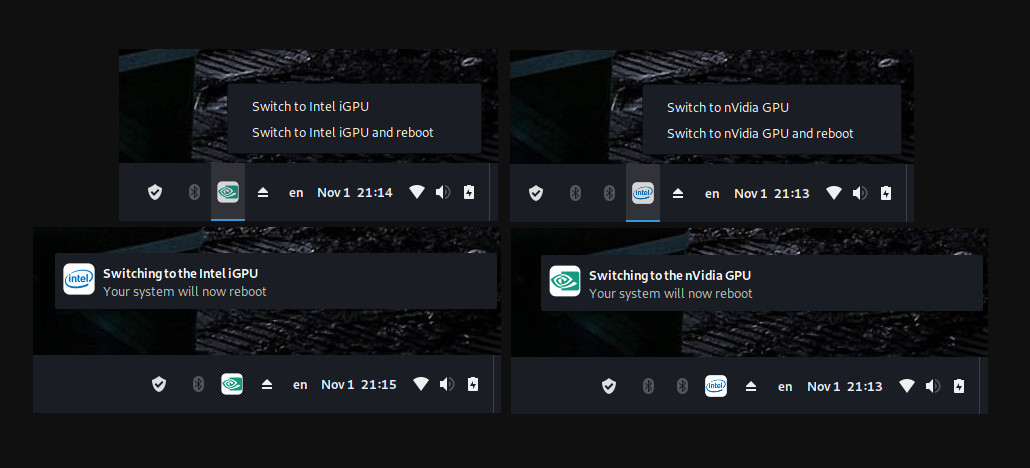 Switch to Intel iGPU
Switch to Intel iGPU and reboot
en Nov 1 21:14
Switch to nVidia GPU
Switch to nVidia GPU and reboot
intel en Nov 1 21:13
intel Switching to the Intel iGPU
Your system will now reboot
en Nov 1 21:15
Switching to the nVidia GPU
Your system will now reboot
intel en Nov 1 21:13